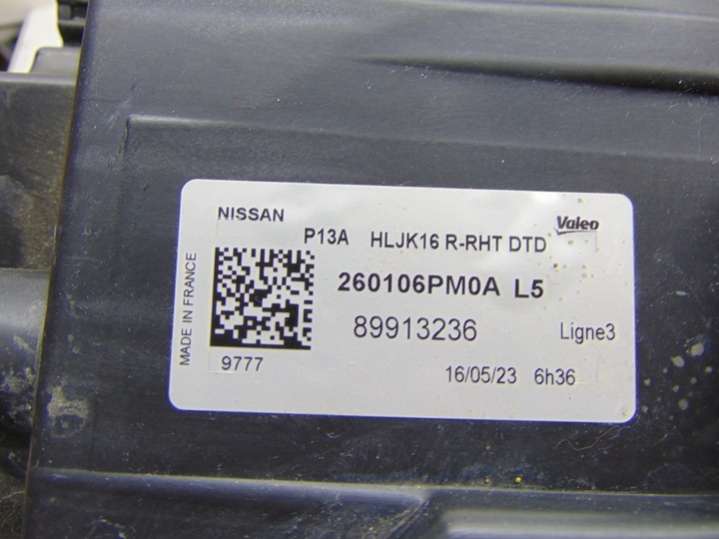 NISSAN
Valeo
P13A HLJK16 R-RHT DTD
MADE IN FRANCE
260106PM0A L5
89913236 Ligne3
9777
16/05/23 6h36